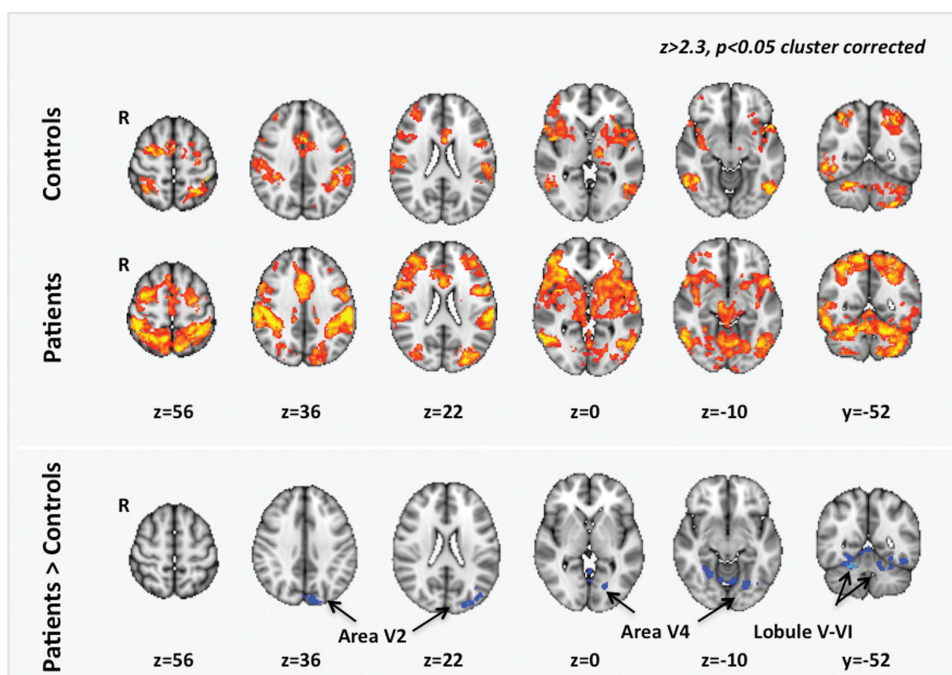 z>2.3, p<0.05 cluster corrected
Controls
R
Patients
R
z=56 z=36 z=22 z=0 z=-10 y=-52
Patients > Controls
R
Area V2 Area V4 Lobule V-VI
z=56 z=36 z=22 z=0 z=-10 y=-52